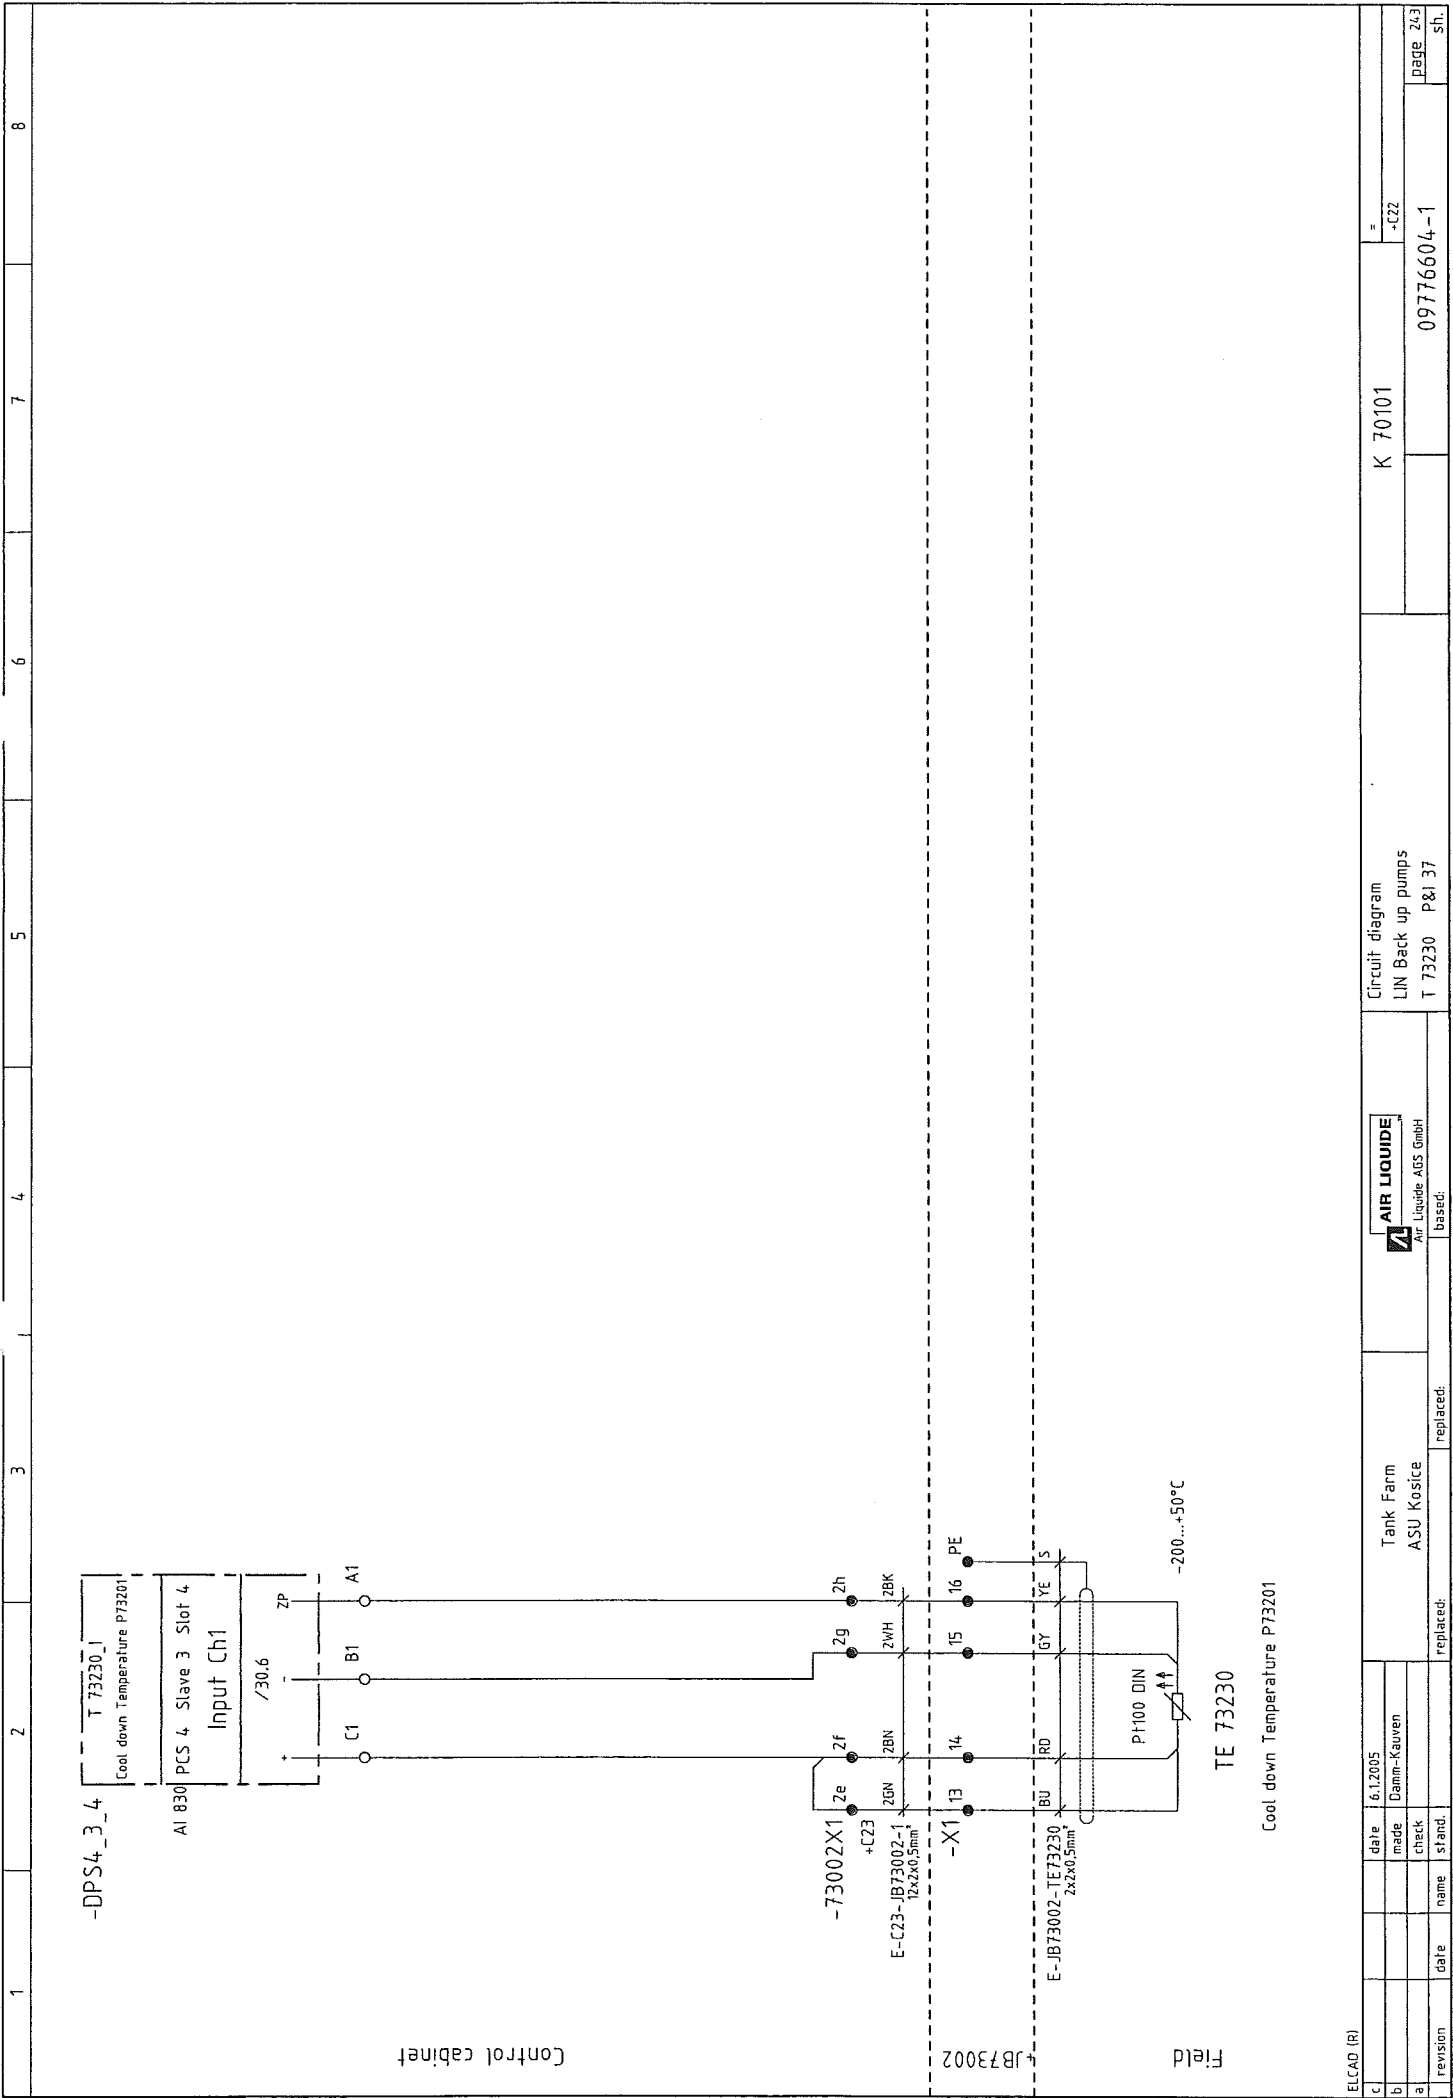 1 2 3 4 5 6 7 8
-DPS4_3_4
T 73230_I
Cool down Temperature P73201
AI 830
PCS 4 Slave 3 Slot 4
Input Ch1
/30.6
+ - ZP
C1 B1 A1
Control cabinet
-73002X1
2e 2f 2g 2h
+C23
2GN 2BN 2WH 2BK
E-C23-JB73002-1
12x2x0,5mm²
+JB73002
-X1
13 14 15 16 PE
BU RD GY YE S
E-JB73002-TE73230
2x2x0,5mm²
Field
Pt100 DIN
-200...+50°C
TE 73230
Cool down Temperature P73201
ELCAD (R)
c
b
a
revision date name
date 6.1.2005
made Damm-Kauven
check
stand.
Tank Farm
ASU Kosice
replaced: replaced: based:
AIR LIQUIDE
Air Liquide AGS GmbH
Circuit diagram
LIN Back up pumps
T 73230 P&I 37
K 70101
=
+C22
09776604-1
page 243
sh.